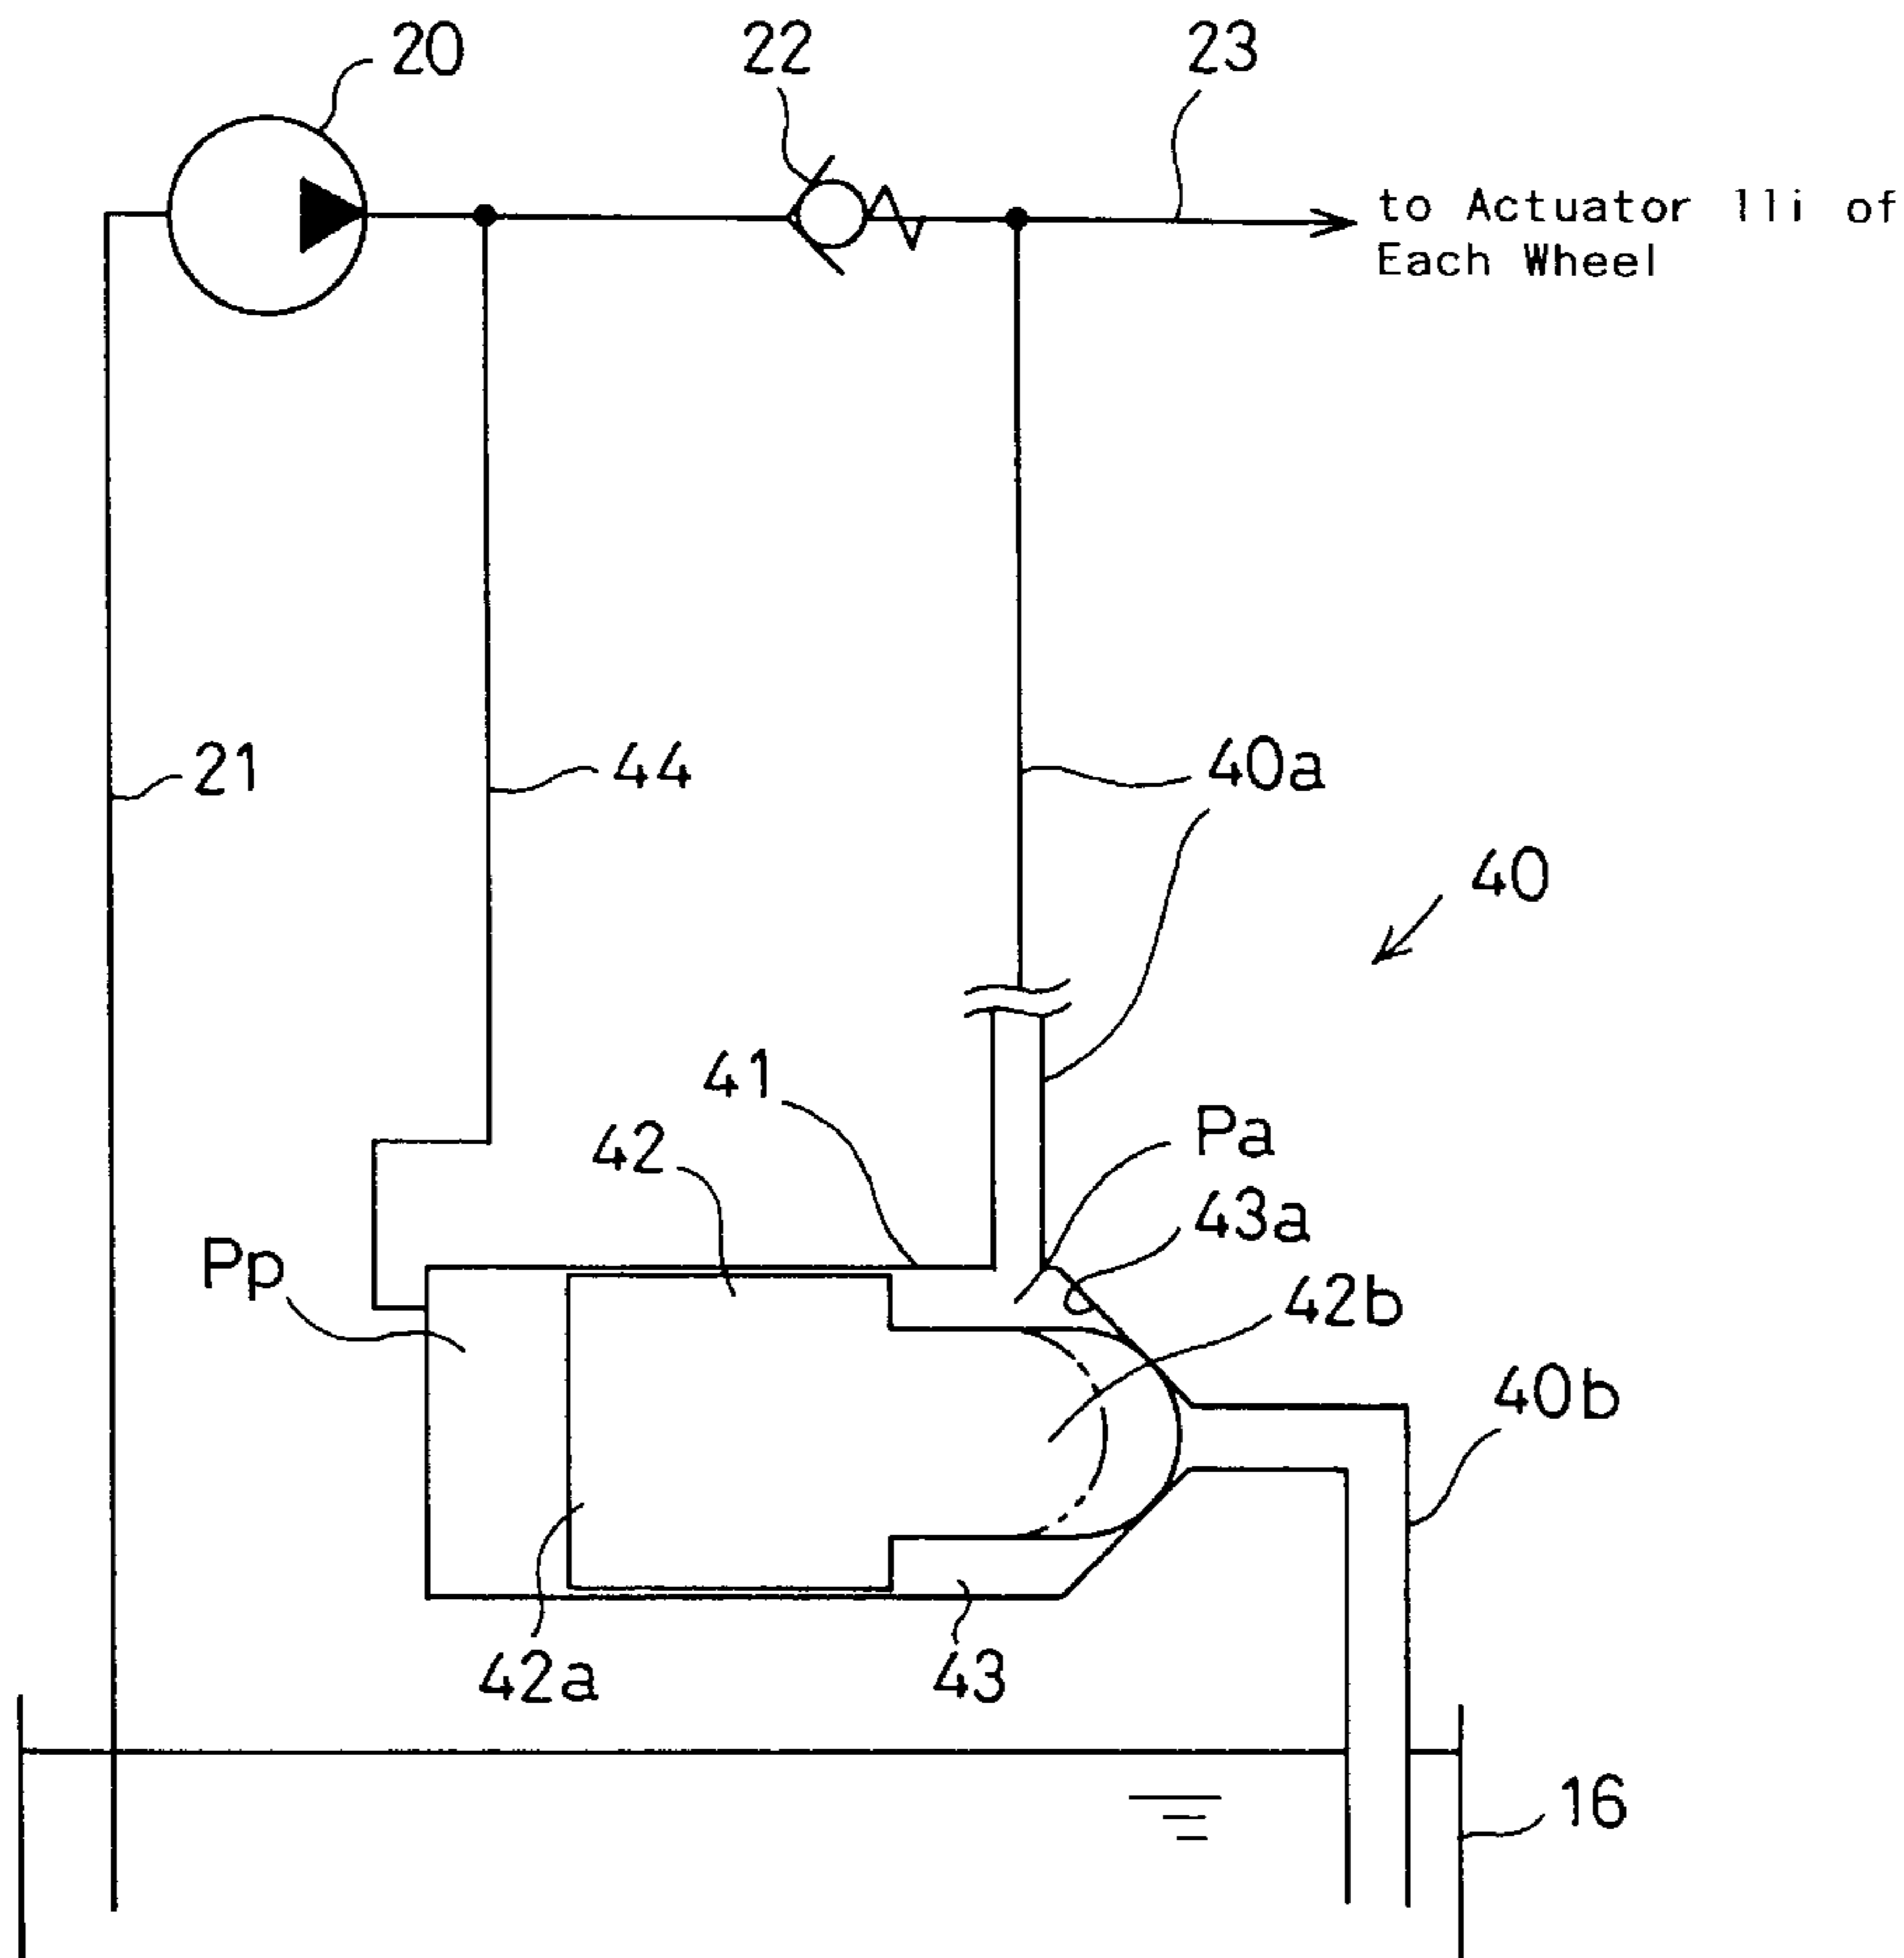 20
22
23
to Actuator 11i of
Each Wheel
21
44
40a
40
41
Pa
42
43a
Pp
42b
40b
42a
43
16